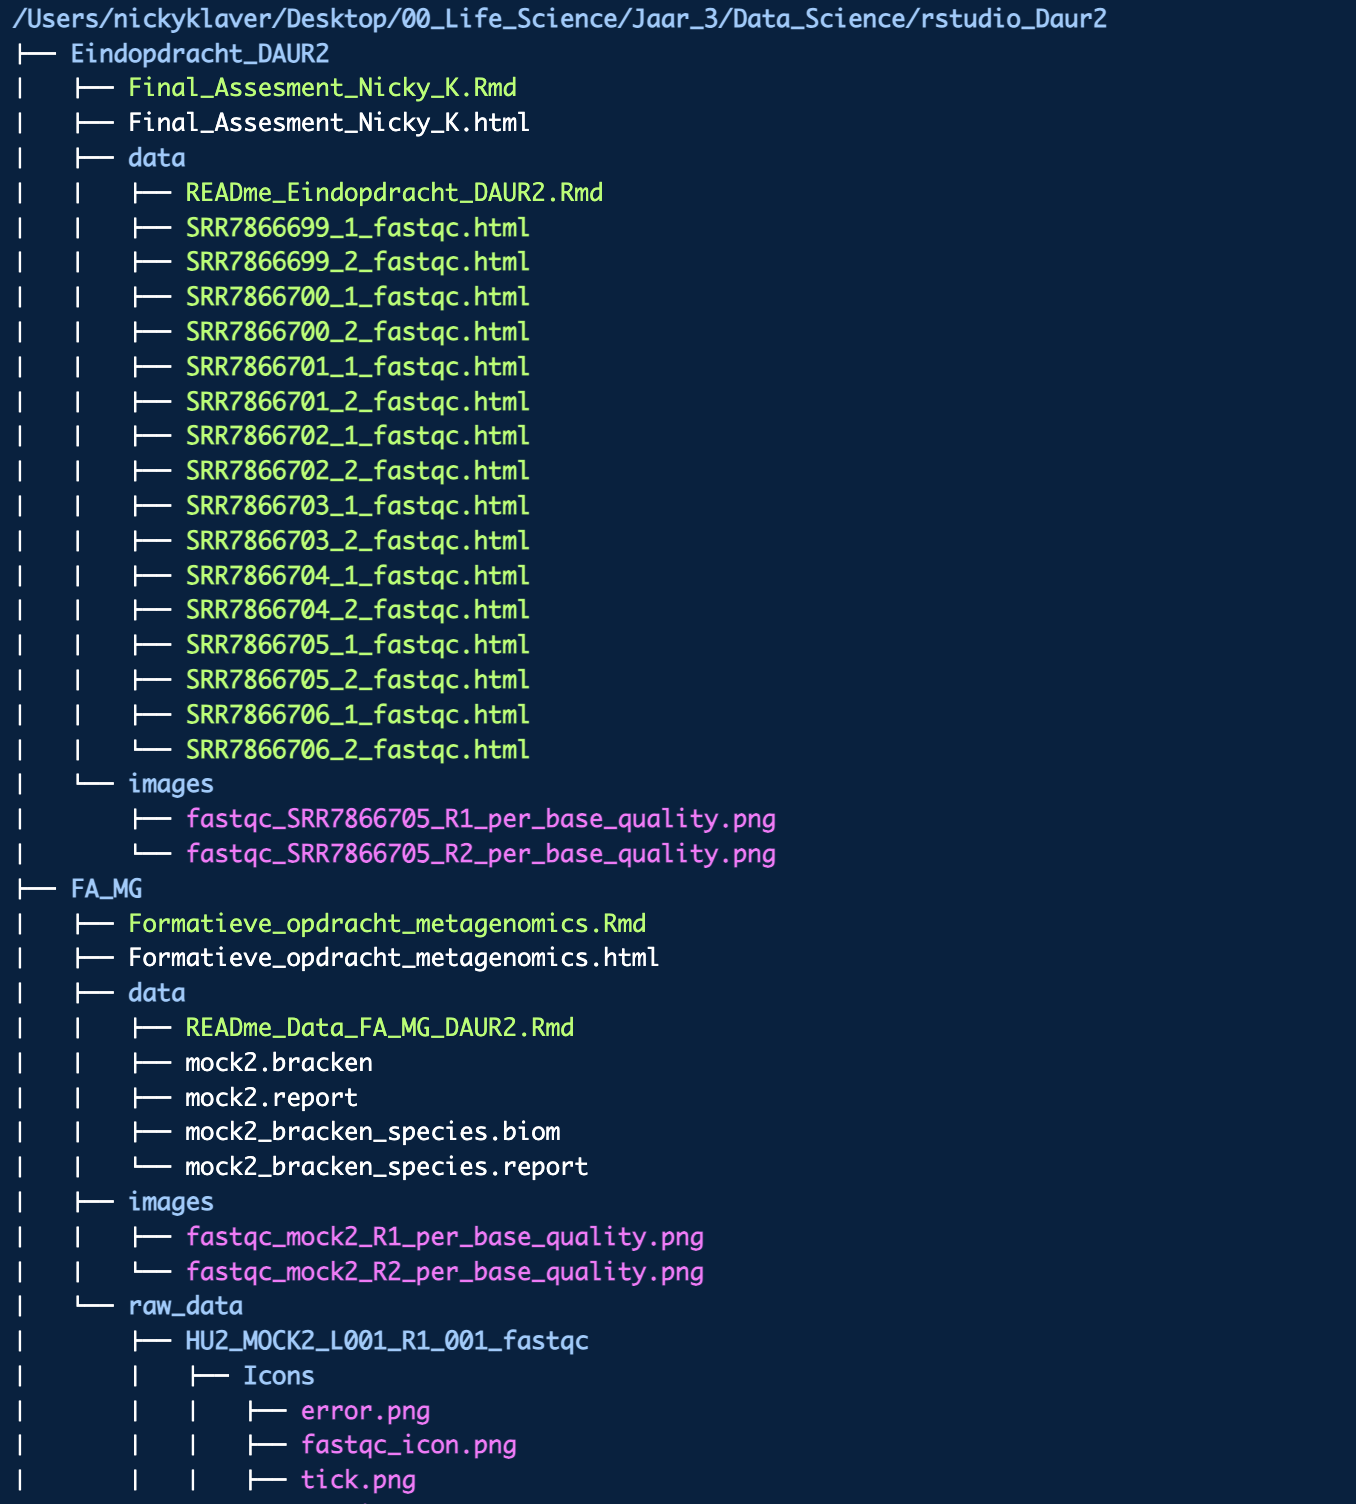 /Users/nickyklaver/Desktop/00_Life_Science/Jaar_3/Data_Science/rstudio_Daur2
├── Eindopdracht_DAUR2
│   ├── Final_Assesment_Nicky_K.Rmd
│   ├── Final_Assesment_Nicky_K.html
│   ├── data
│   │   ├── READme_Eindopdracht_DAUR2.Rmd
│   │   ├── SRR7866699_1_fastqc.html
│   │   ├── SRR7866699_2_fastqc.html
│   │   ├── SRR7866700_1_fastqc.html
│   │   ├── SRR7866700_2_fastqc.html
│   │   ├── SRR7866701_1_fastqc.html
│   │   ├── SRR7866701_2_fastqc.html
│   │   ├── SRR7866702_1_fastqc.html
│   │   ├── SRR7866702_2_fastqc.html
│   │   ├── SRR7866703_1_fastqc.html
│   │   ├── SRR7866703_2_fastqc.html
│   │   ├── SRR7866704_1_fastqc.html
│   │   ├── SRR7866704_2_fastqc.html
│   │   ├── SRR7866705_1_fastqc.html
│   │   ├── SRR7866705_2_fastqc.html
│   │   ├── SRR7866706_1_fastqc.html
│   │   └── SRR7866706_2_fastqc.html
│   └── images
│       ├── fastqc_SRR7866705_R1_per_base_quality.png
│       └── fastqc_SRR7866705_R2_per_base_quality.png
├── FA_MG
│   ├── Formatieve_opdracht_metagenomics.Rmd
│   ├── Formatieve_opdracht_metagenomics.html
│   ├── data
│   │   ├── READme_Data_FA_MG_DAUR2.Rmd
│   │   ├── mock2.bracken
│   │   ├── mock2.report
│   │   ├── mock2_bracken_species.biom
│   │   └── mock2_bracken_species.report
│   ├── images
│   │   ├── fastqc_mock2_R1_per_base_quality.png
│   │   └── fastqc_mock2_R2_per_base_quality.png
│   └── raw_data
│       ├── HU2_MOCK2_L001_R1_001_fastqc
│       │   ├── Icons
│       │   │   ├── error.png
│       │   │   ├── fastqc_icon.png
│       │   │   ├── tick.png